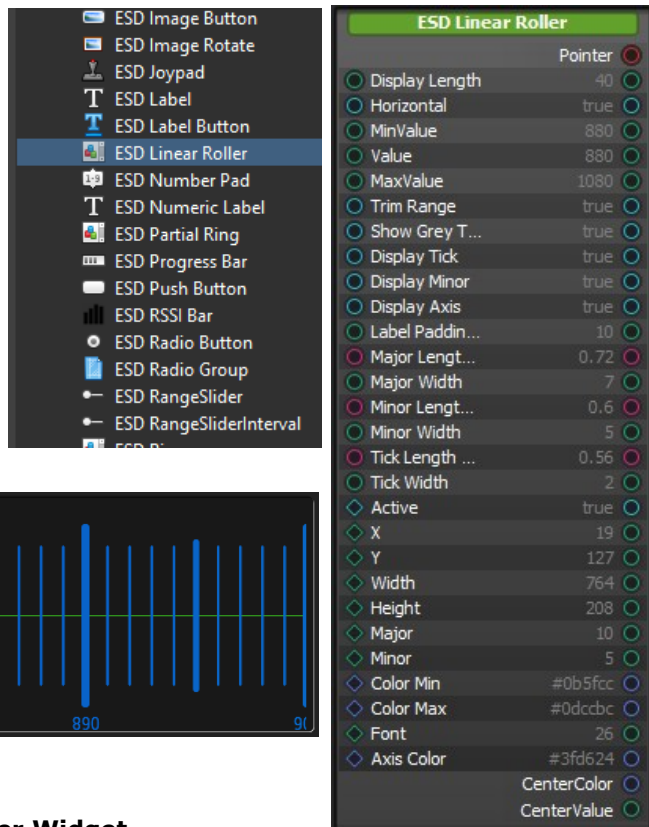 ESD Image Button
ESD Image Rotate
ESD Joypad
T ESD Label
T ESD Label Button
ESD Linear Roller
1-9 ESD Number Pad
T ESD Numeric Label
ESD Partial Ring
ESD Progress Bar
ESD Push Button
ESD RSSI Bar
ESD Radio Button
ESD Radio Group
ESD RangeSlider
ESD RangeSliderInterval
890
ESD Linear Roller
Pointer
Display Length 40
Horizontal true
MinValue 880
Value 880
MaxValue 1080
Trim Range true
Show Grey T... true
Display Tick true
Display Minor true
Display Axis true
Label Paddin... 10
Major Lengt... 0.72
Major Width 7
Minor Lengt... 0.6
Minor Width 5
Tick Length ... 0.56
Tick Width 2
Active true
X 19
Y 127
Width 764
Height 208
Major 10
Minor 5
Color Min #0b5fcc
Color Max #0dccbc
Font 26
Axis Color #3fd624
CenterColor
CenterValue